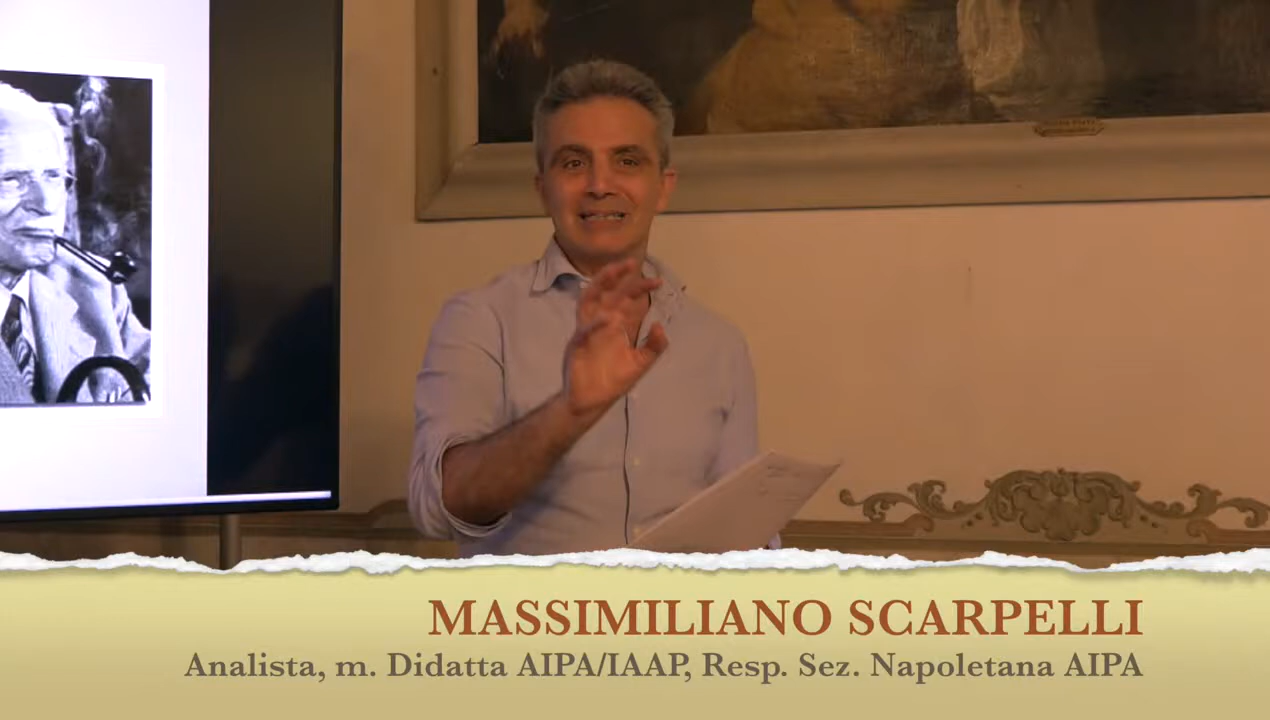 MASSIMILIANO SCARPELLI
Analista, m. Didatta AIPA/IAAP, Resp. Sez. Napoletana AIPA